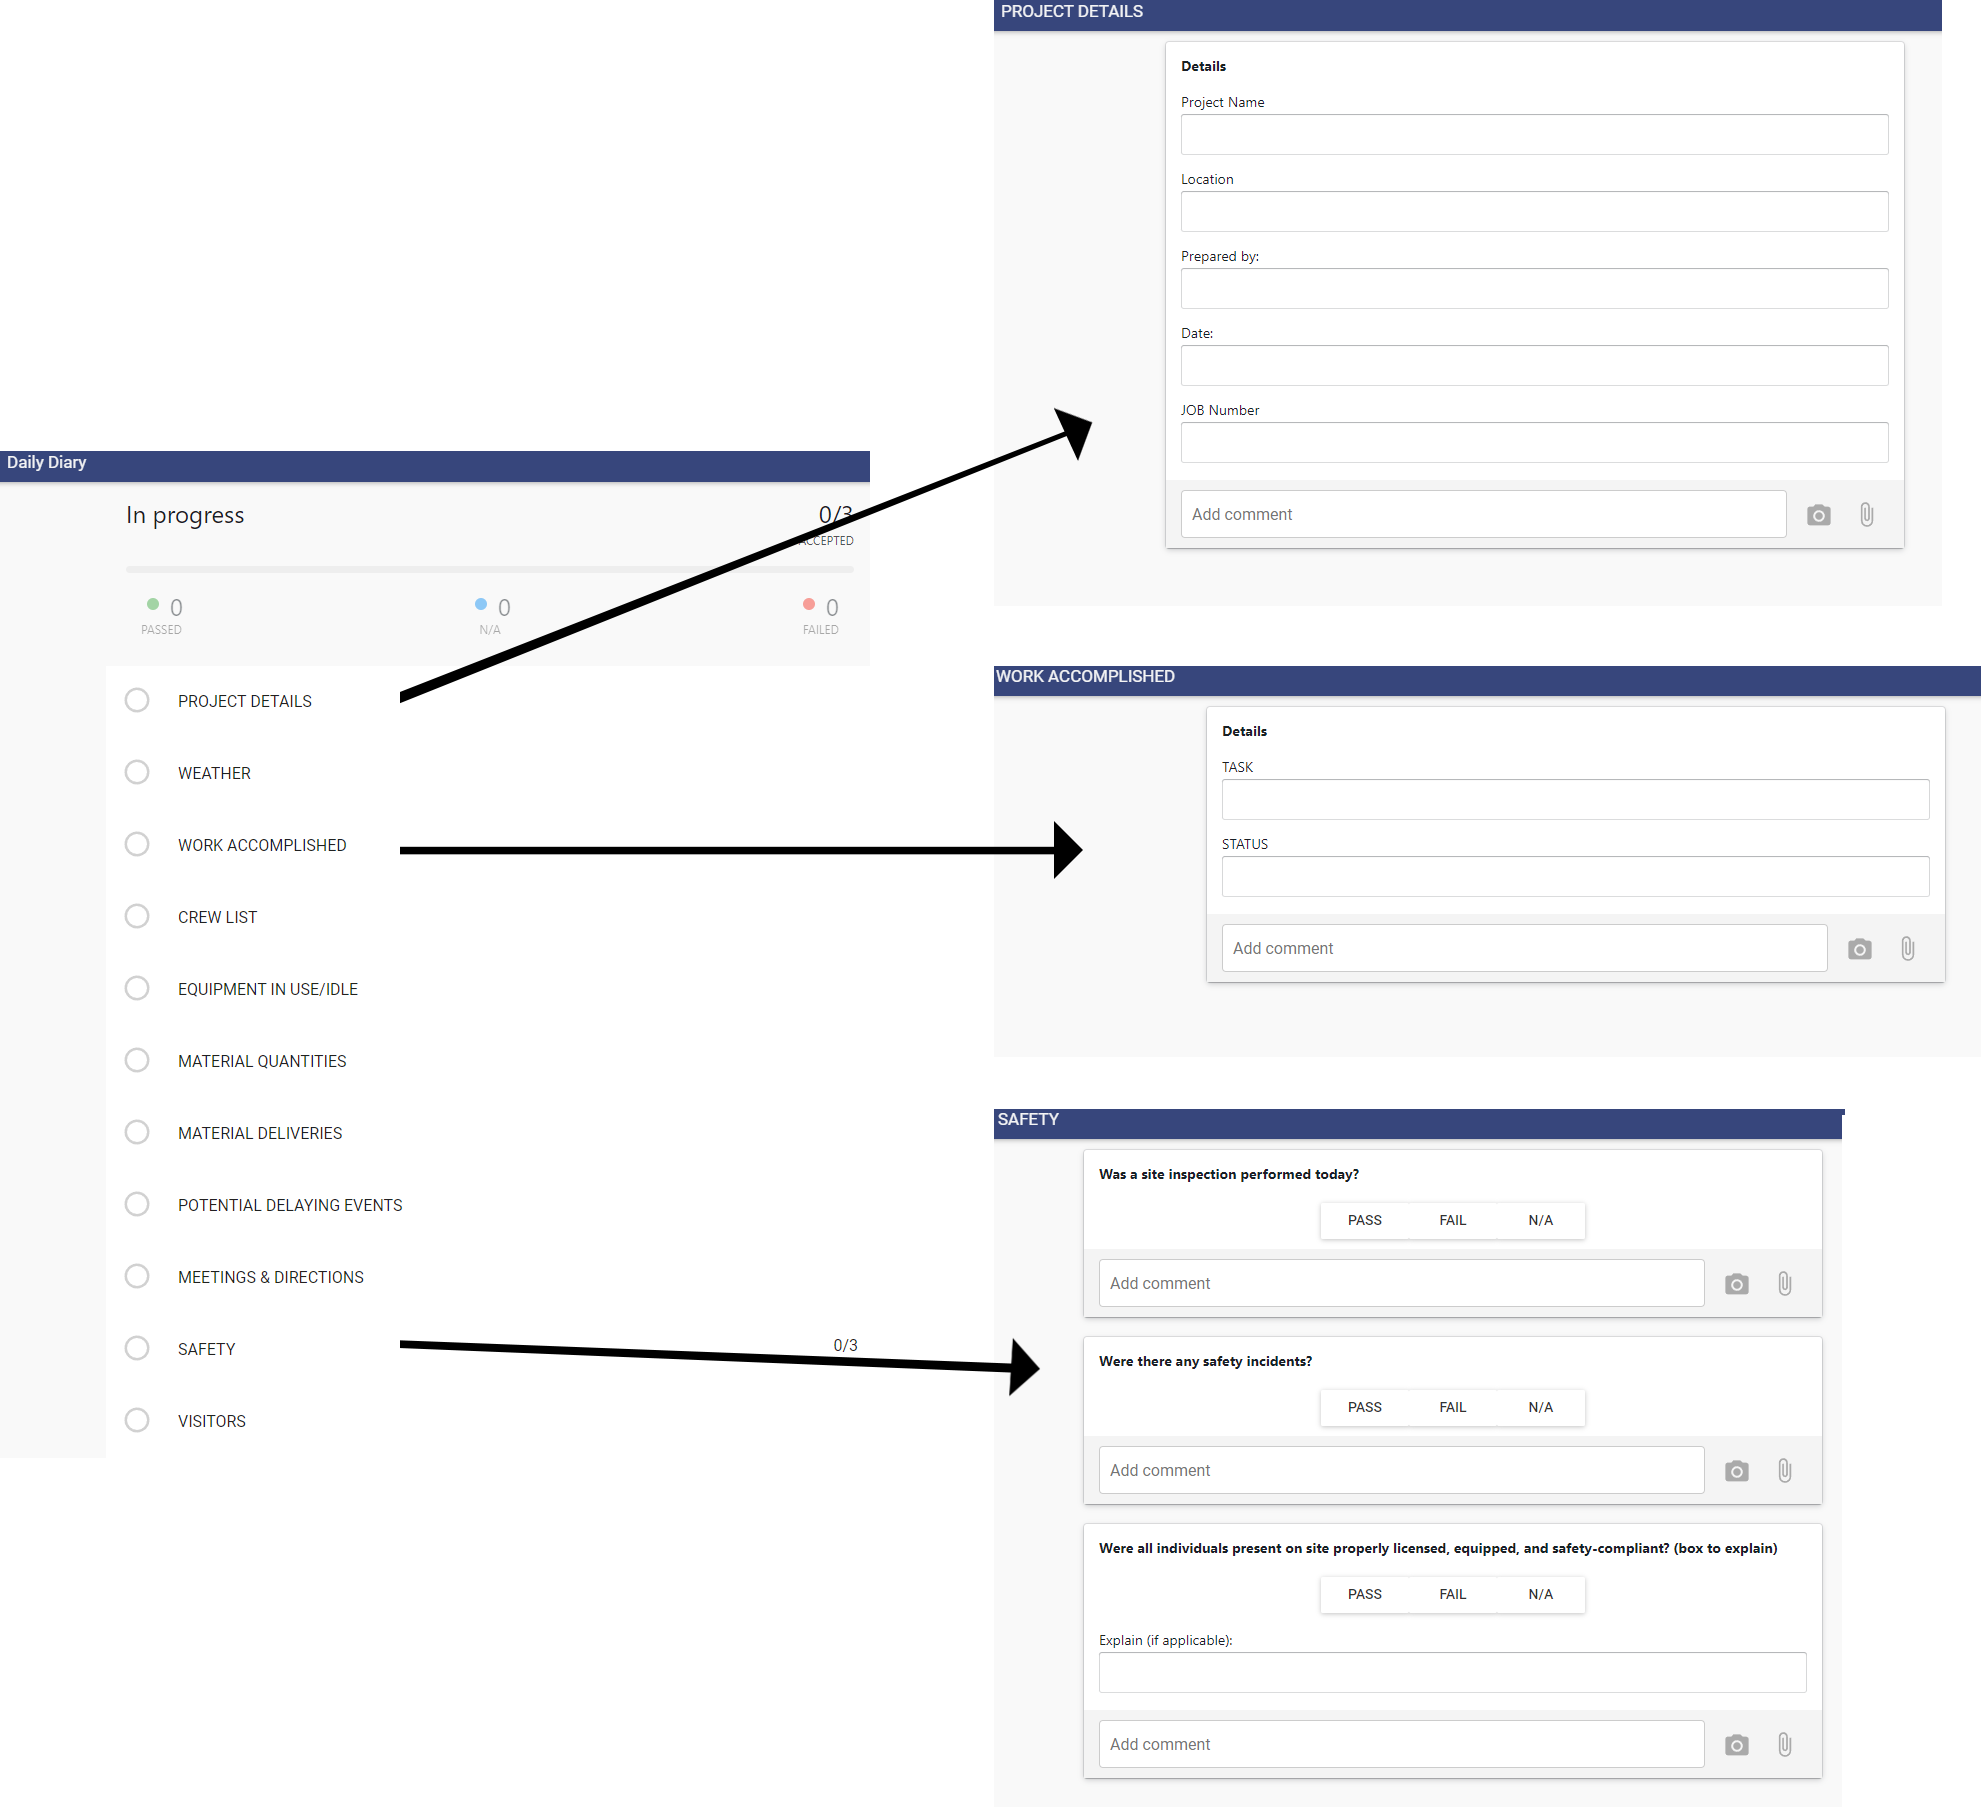 Daily Diary
In progress
0/3
ACCEPTED
0
PASSED
0
N/A
0
FAILED
PROJECT DETAILS
WEATHER
WORK ACCOMPLISHED
CREW LIST
EQUIPMENT IN USE/IDLE
MATERIAL QUANTITIES
MATERIAL DELIVERIES
POTENTIAL DELAYING EVENTS
MEETINGS & DIRECTIONS
SAFETY 0/3
VISITORS
PROJECT DETAILS
Details
Project Name
Location
Prepared by:
Date:
JOB Number
Add comment
WORK ACCOMPLISHED
Details
TASK
STATUS
Add comment
SAFETY
Was a site inspection performed today?
PASS FAIL N/A
Add comment
Were there any safety incidents?
PASS FAIL N/A
Add comment
Were all individuals present on site properly licensed, equipped, and safety-compliant? (box to explain)
PASS FAIL N/A
Explain (if applicable):
Add comment